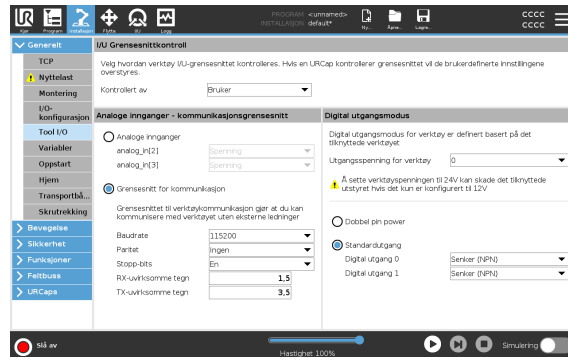 PROGRAM <unnamed>
INSTALLASJON default*
CCCC
CCCC
Kjør Program Installasjon Flytte I/U Logg Ny... Åpne... Lagre...
Generelt
TCP
Nyttelast
Montering
I/O-
konfigurasjon
Tool I/O
Variabler
Oppstart
Hjem
Transportbå...
Skrutrekking
Bevegelse
Sikkerhet
Funksjoner
Feltbuss
URCaps
I/U Grensesnittkontroll
Velg hvordan verktøy I/U-grensesnittet kontrolleres. Hvis en URCap kontrollerer grensesnittet vil de brukerdefinerte innstillingene
overstyres.
Kontrollert av Bruker
Analoge innganger - kommunikasjonsgrensesnitt
Analoge innganger
analog_in[2] Spenning
analog_in[3] Spenning
Grensesnitt for kommunikasjon
Grensesnittet til verktøykommunikasjon gjør at du kan
kommunisere med verktøyet uten eksterne ledninger
Baudrate 115200
Paritet Ingen
Stopp-bits En
RX-uvirksomme tegn 1,5
TX-uvirksomme tegn 3,5
Digital utgangsmodus
Digital utgangsmodus for verktøy er definert basert på det
tilknyttede verktøyet
Utgangsspenning for verktøy 0
Å sette verktøyspenningen til 24V kan skade det tilknyttede
utstyret hvis det kun er konfigurert til 12V
Dobbel pin power
Standardutgang
Digital utgang 0 Senker (NPN)
Digital utgang 1 Senker (NPN)
Slå av
Hastighet 100%
Simulering